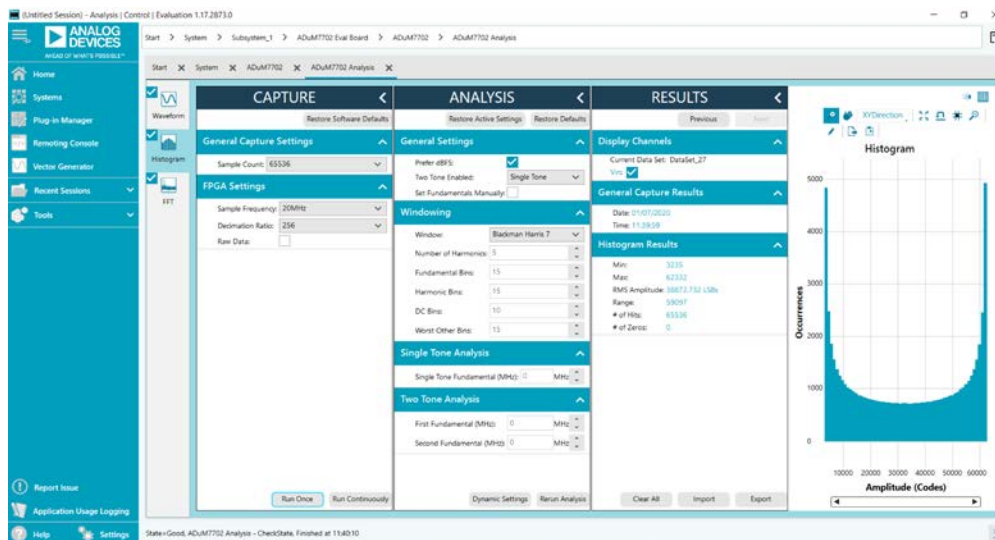 (Untitled Session) - Analysis | Control | Evaluation 1.17.2873.0
ANALOG DEVICES
AHEAD OF WHAT'S POSSIBLE™
Start > System > Subsystem_1 > ADuM7702 Eval Board > ADuM7702 > ADuM7702 Analysis
Start X System X ADuM7702 X ADuM7702 Analysis X
Home
Systems
Plug-in Manager
Remoting Console
Vector Generator
Recent Sessions
Tools
Report Issue
Application Usage Logging
Help Settings
Waveform
Histogram
FFT
CAPTURE
Restore Software Defaults
General Capture Settings
Sample Count: 65536
FPGA Settings
Sample Frequency: 20MHz
Decimation Ratio: 256
Raw Data:
Run Once Run Continuously
ANALYSIS
Restore Active Settings Restore Defaults
General Settings
Prefer dBFS:
Two Tone Enabled: Single Tone
Set Fundamentals Manually:
Windowing
Window: Blackman Harris 7
Number of Harmonics: 5
Fundamental Bins: 15
Harmonic Bins: 15
DC Bins: 10
Worst Other Bins: 15
Single Tone Analysis
Single Tone Fundamental (MHz): 0 MHz
Two Tone Analysis
First Fundamental (MHz): 0 MHz
Second Fundamental (MHz): 0 MHz
Dynamic Settings Rerun Analysis
RESULTS
Previous Next
Display Channels
Current Data Set: DataSet_27
General Capture Results
Date: 01/07/2020
Time: 11:39:39
Histogram Results
Min: 3235
Max: 62332
RMS Amplitude: 38872.732 LSBs
Range: 59097
# of Hits: 65536
# of Zeros: 0
Clear All Import Export
XYDirection
Histogram
Occurrences
5000
4000
3000
2000
1000
0
10000 20000 30000 40000 50000 60000
Amplitude (Codes)
State=Good, ADuM7702 Analysis - CheckState, Finished at 11:40:10